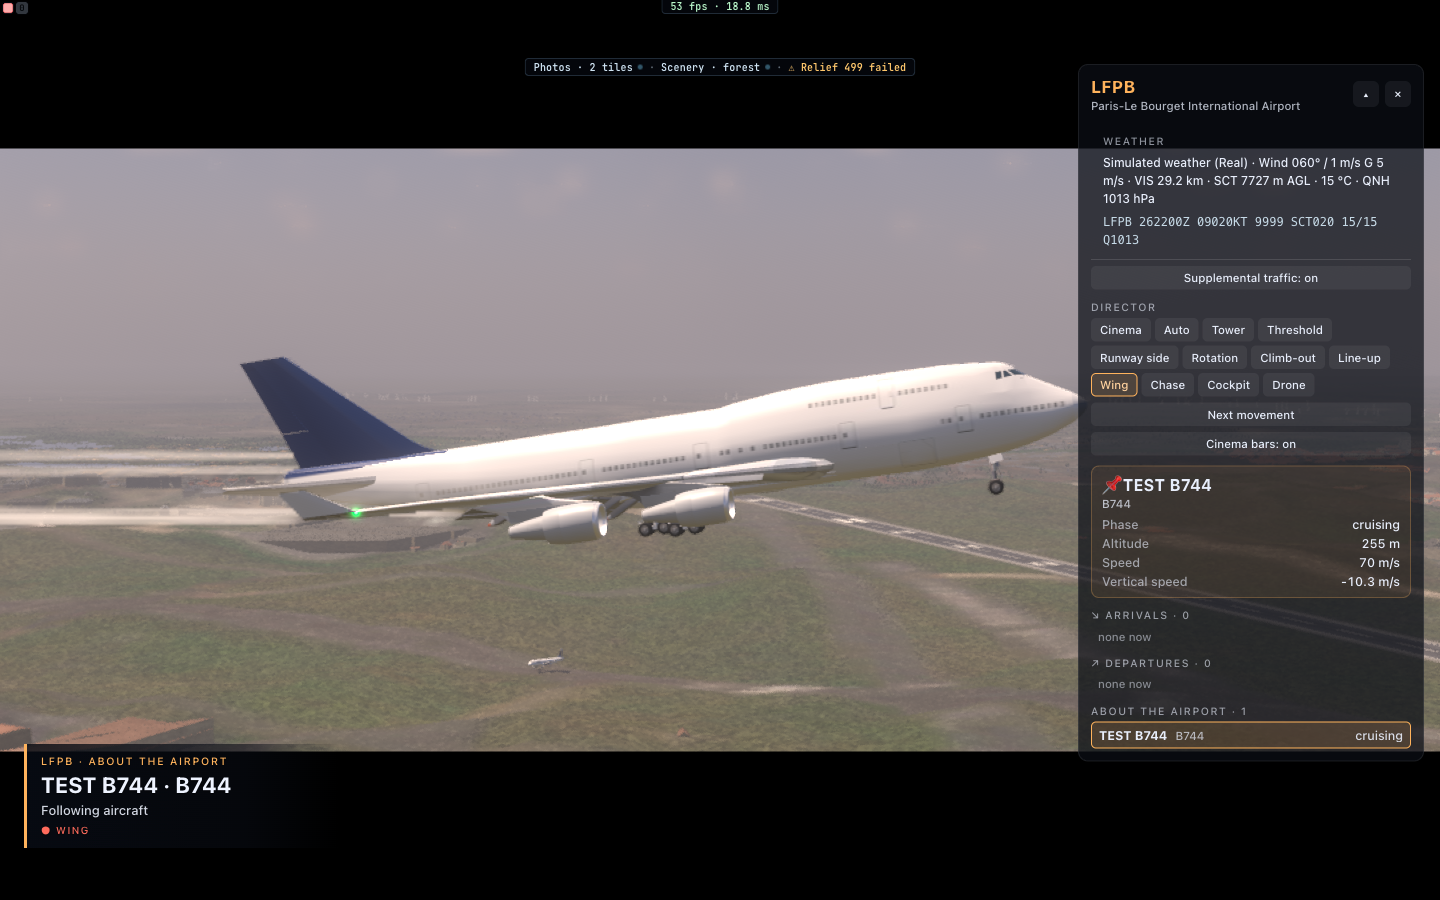 0
53 fps · 18.8 ms
Photos · 2 tiles · Scenery · forest · ⚠ Relief 499 failed
LFPB
Paris-Le Bourget International Airport
WEATHER
Simulated weather (Real) · Wind 060° / 1 m/s G 5
m/s · VIS 29.2 km · SCT 7727 m AGL · 15 °C · QNH
1013 hPa
LFPB 262200Z 09020KT 9999 SCT020 15/15
Q1013
Supplemental traffic: on
DIRECTOR
Cinema Auto Tower Threshold
Runway side Rotation Climb-out Line-up
Wing Chase Cockpit Drone
Next movement
Cinema bars: on
📌TEST B744
B744
Phase cruising
Altitude 255 m
Speed 70 m/s
Vertical speed -10.3 m/s
↘ ARRIVALS · 0
none now
↗ DEPARTURES · 0
none now
ABOUT THE AIRPORT · 1
TEST B744 B744 cruising
LFPB · ABOUT THE AIRPORT
TEST B744 · B744
Following aircraft
WING